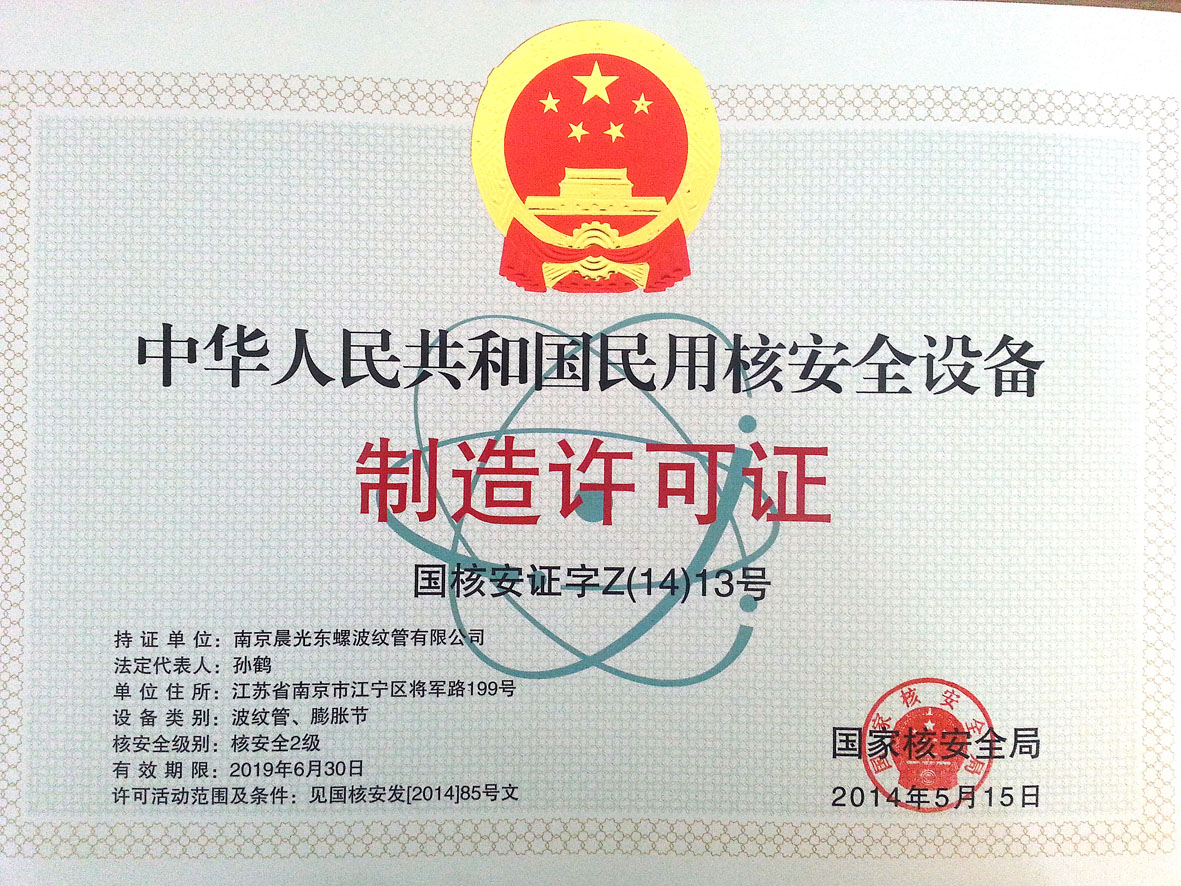 中华人民共和国民用核安全设备
制造许可证
国核安证字Z(14)13号
持证单位：南京晨光东螺波纹管有限公司
法定代表人：孙鹤
单位住所：江苏省南京市江宁区将军路199号
设备类别：波纹管、膨胀节
核安全级别：核安全2级
有效期限：2019年6月30日
许可活动范围及条件：见国核安发[2014]85号文
国家核安全局
国家核安全局
2014年5月15日